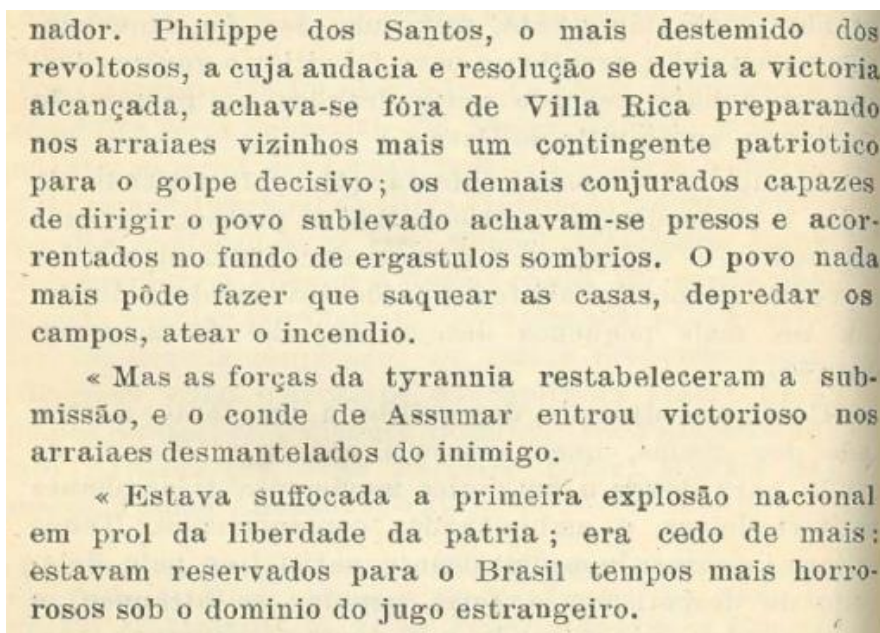 nador. Philippe dos Santos, o mais destemido dos
revoltosos, a cuja audacia e resolução se devia a victoria
alcançada, achava-se fóra de Villa Rica preparando
nos arraiaes vizinhos mais um contingente patriotico
para o golpe decisivo; os demais conjurados capazes
de dirigir o povo sublevado achavam-se presos e acor-
rentados no fundo de ergastulos sombrios. O povo nada
mais pôde fazer que saquear as casas, depredar os
campos, atear o incendio.
« Mas as forças da tyrannia restabeleceram a sub-
missão, e o conde de Assumar entrou victorioso nos
arraiaes desmantelados do inimigo.
« Estava suffocada a primeira explosão nacional
em prol da liberdade da patria ; era cedo de mais :
estavam reservados para o Brasil tempos mais horro-
rosos sob o dominio do jugo estrangeiro.